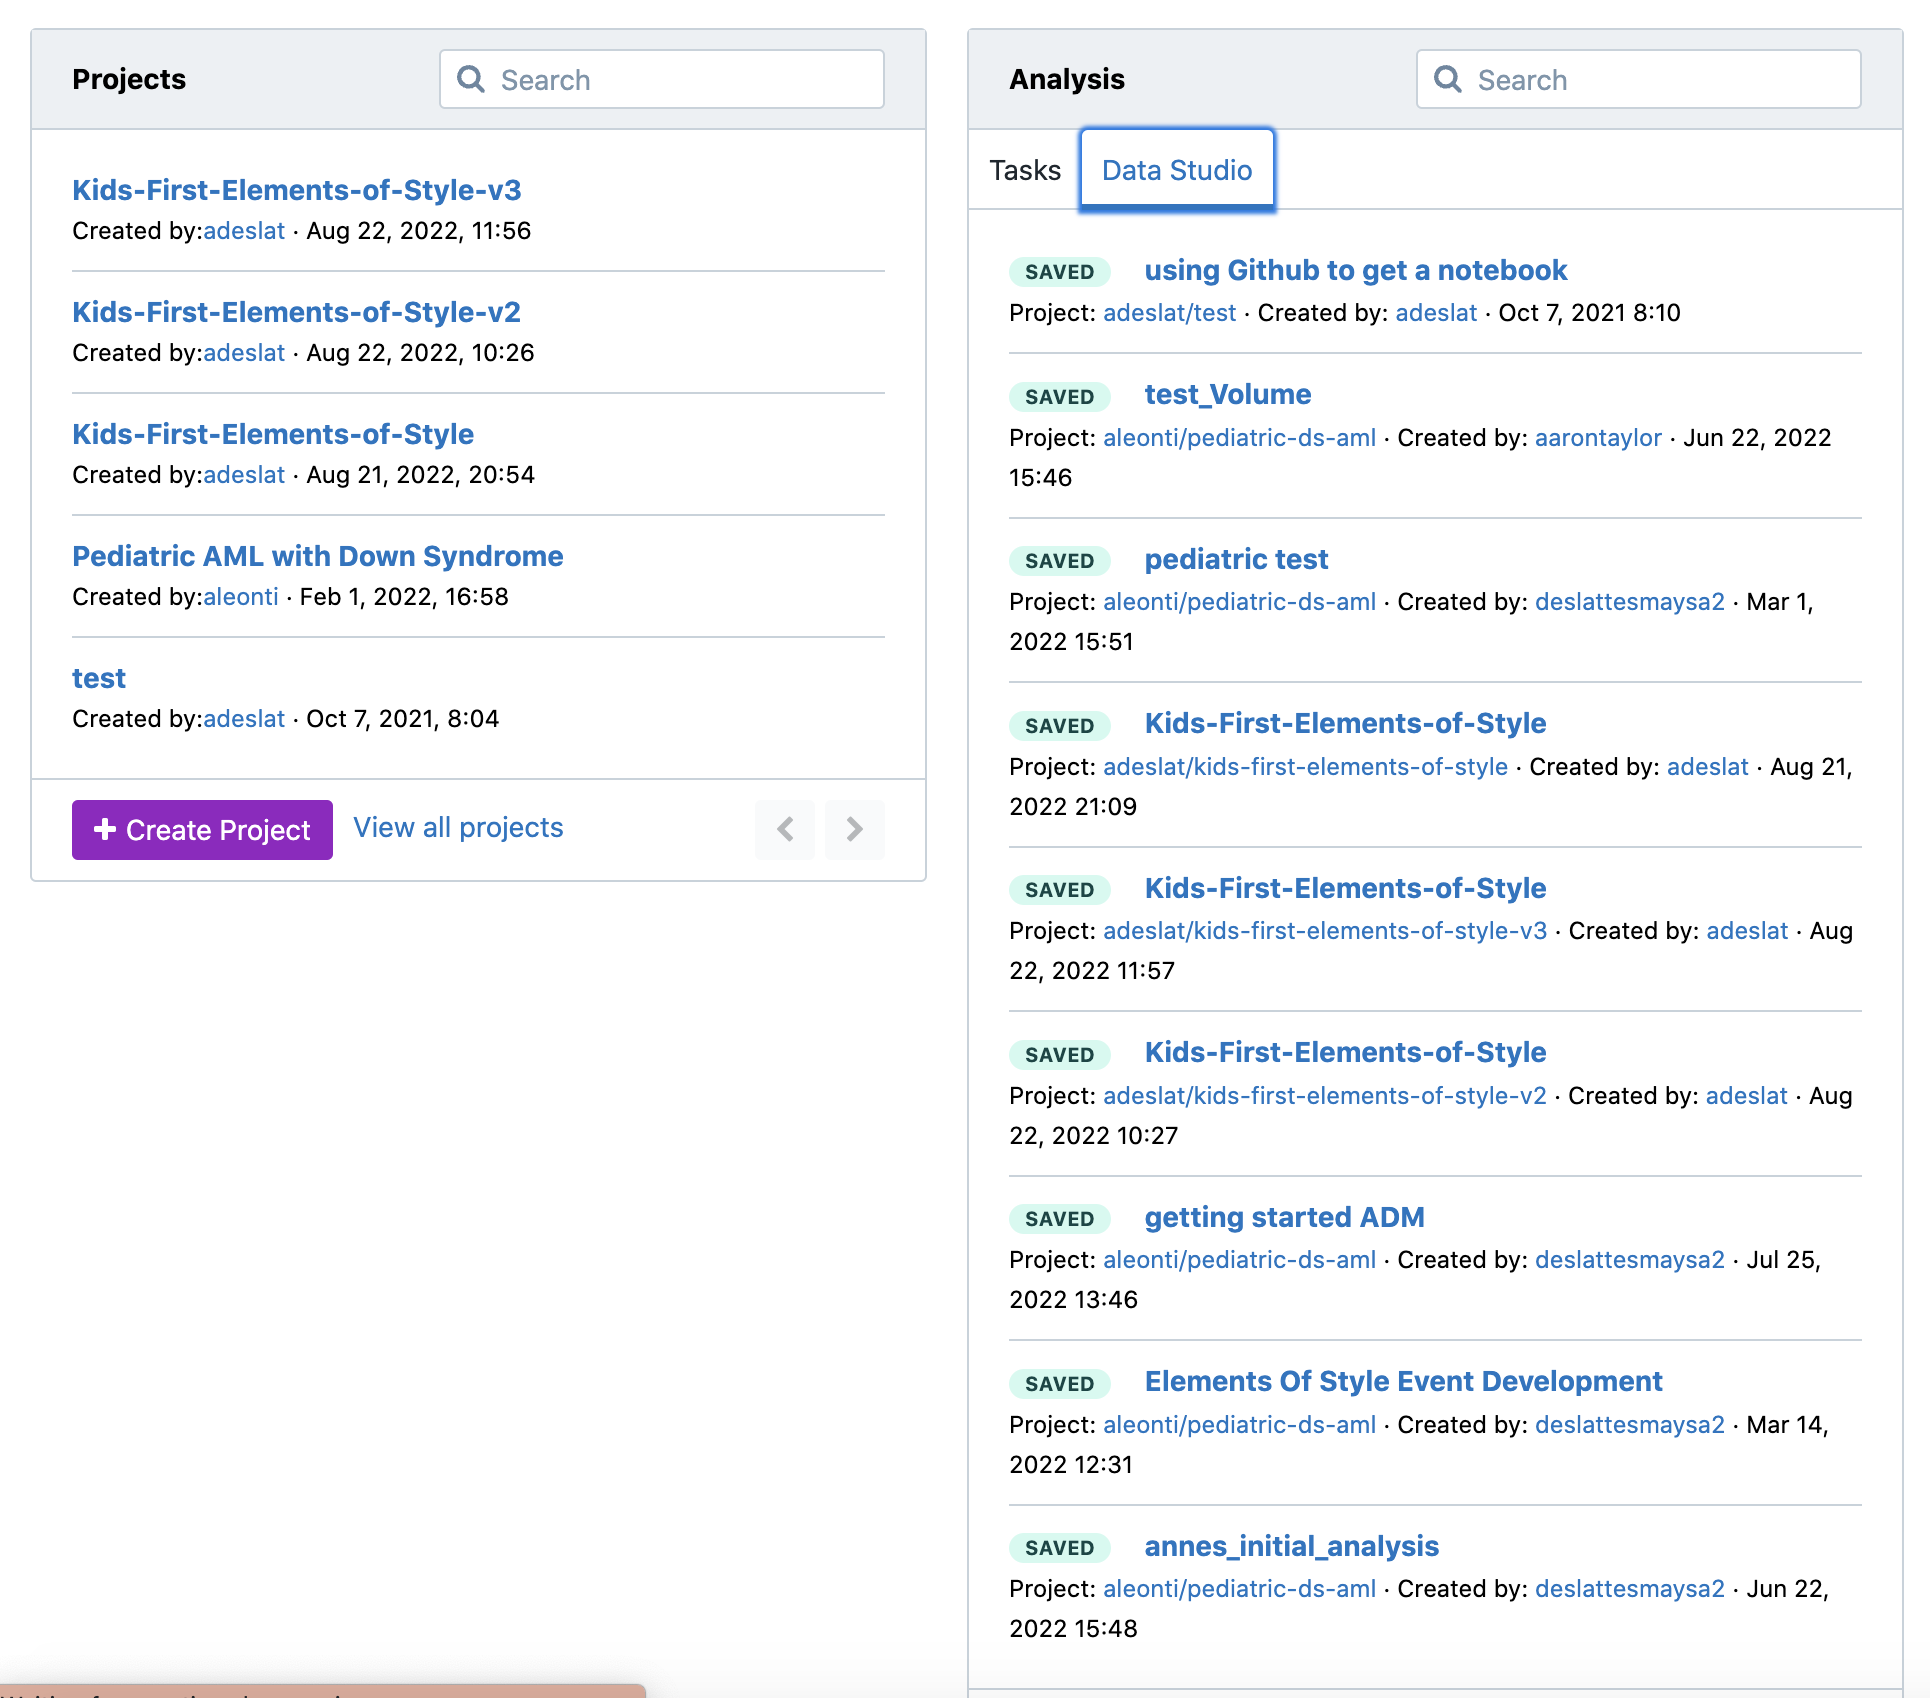 Projects
Search
Kids-First-Elements-of-Style-v3
Created by:adeslat · Aug 22, 2022, 11:56
Kids-First-Elements-of-Style-v2
Created by:adeslat · Aug 22, 2022, 10:26
Kids-First-Elements-of-Style
Created by:adeslat · Aug 21, 2022, 20:54
Pediatric AML with Down Syndrome
Created by:aleonti · Feb 1, 2022, 16:58
test
Created by:adeslat · Oct 7, 2021, 8:04
Create Project
View all projects
Analysis
Search
Tasks
Data Studio
SAVED using Github to get a notebook
Project: adeslat/test · Created by: adeslat · Oct 7, 2021 8:10
SAVED test_Volume
Project: aleonti/pediatric-ds-aml · Created by: aarontaylor · Jun 22, 2022
15:46
SAVED pediatric test
Project: aleonti/pediatric-ds-aml · Created by: deslattesmaysa2 · Mar 1,
2022 15:51
SAVED Kids-First-Elements-of-Style
Project: adeslat/kids-first-elements-of-style · Created by: adeslat · Aug 21,
2022 21:09
SAVED Kids-First-Elements-of-Style
Project: adeslat/kids-first-elements-of-style-v3 · Created by: adeslat · Aug
22, 2022 11:57
SAVED Kids-First-Elements-of-Style
Project: adeslat/kids-first-elements-of-style-v2 · Created by: adeslat · Aug
22, 2022 10:27
SAVED getting started ADM
Project: aleonti/pediatric-ds-aml · Created by: deslattesmaysa2 · Jul 25,
2022 13:46
SAVED Elements Of Style Event Development
Project: aleonti/pediatric-ds-aml · Created by: deslattesmaysa2 · Mar 14,
2022 12:31
SAVED annes_initial_analysis
Project: aleonti/pediatric-ds-aml · Created by: deslattesmaysa2 · Jun 22,
2022 15:48